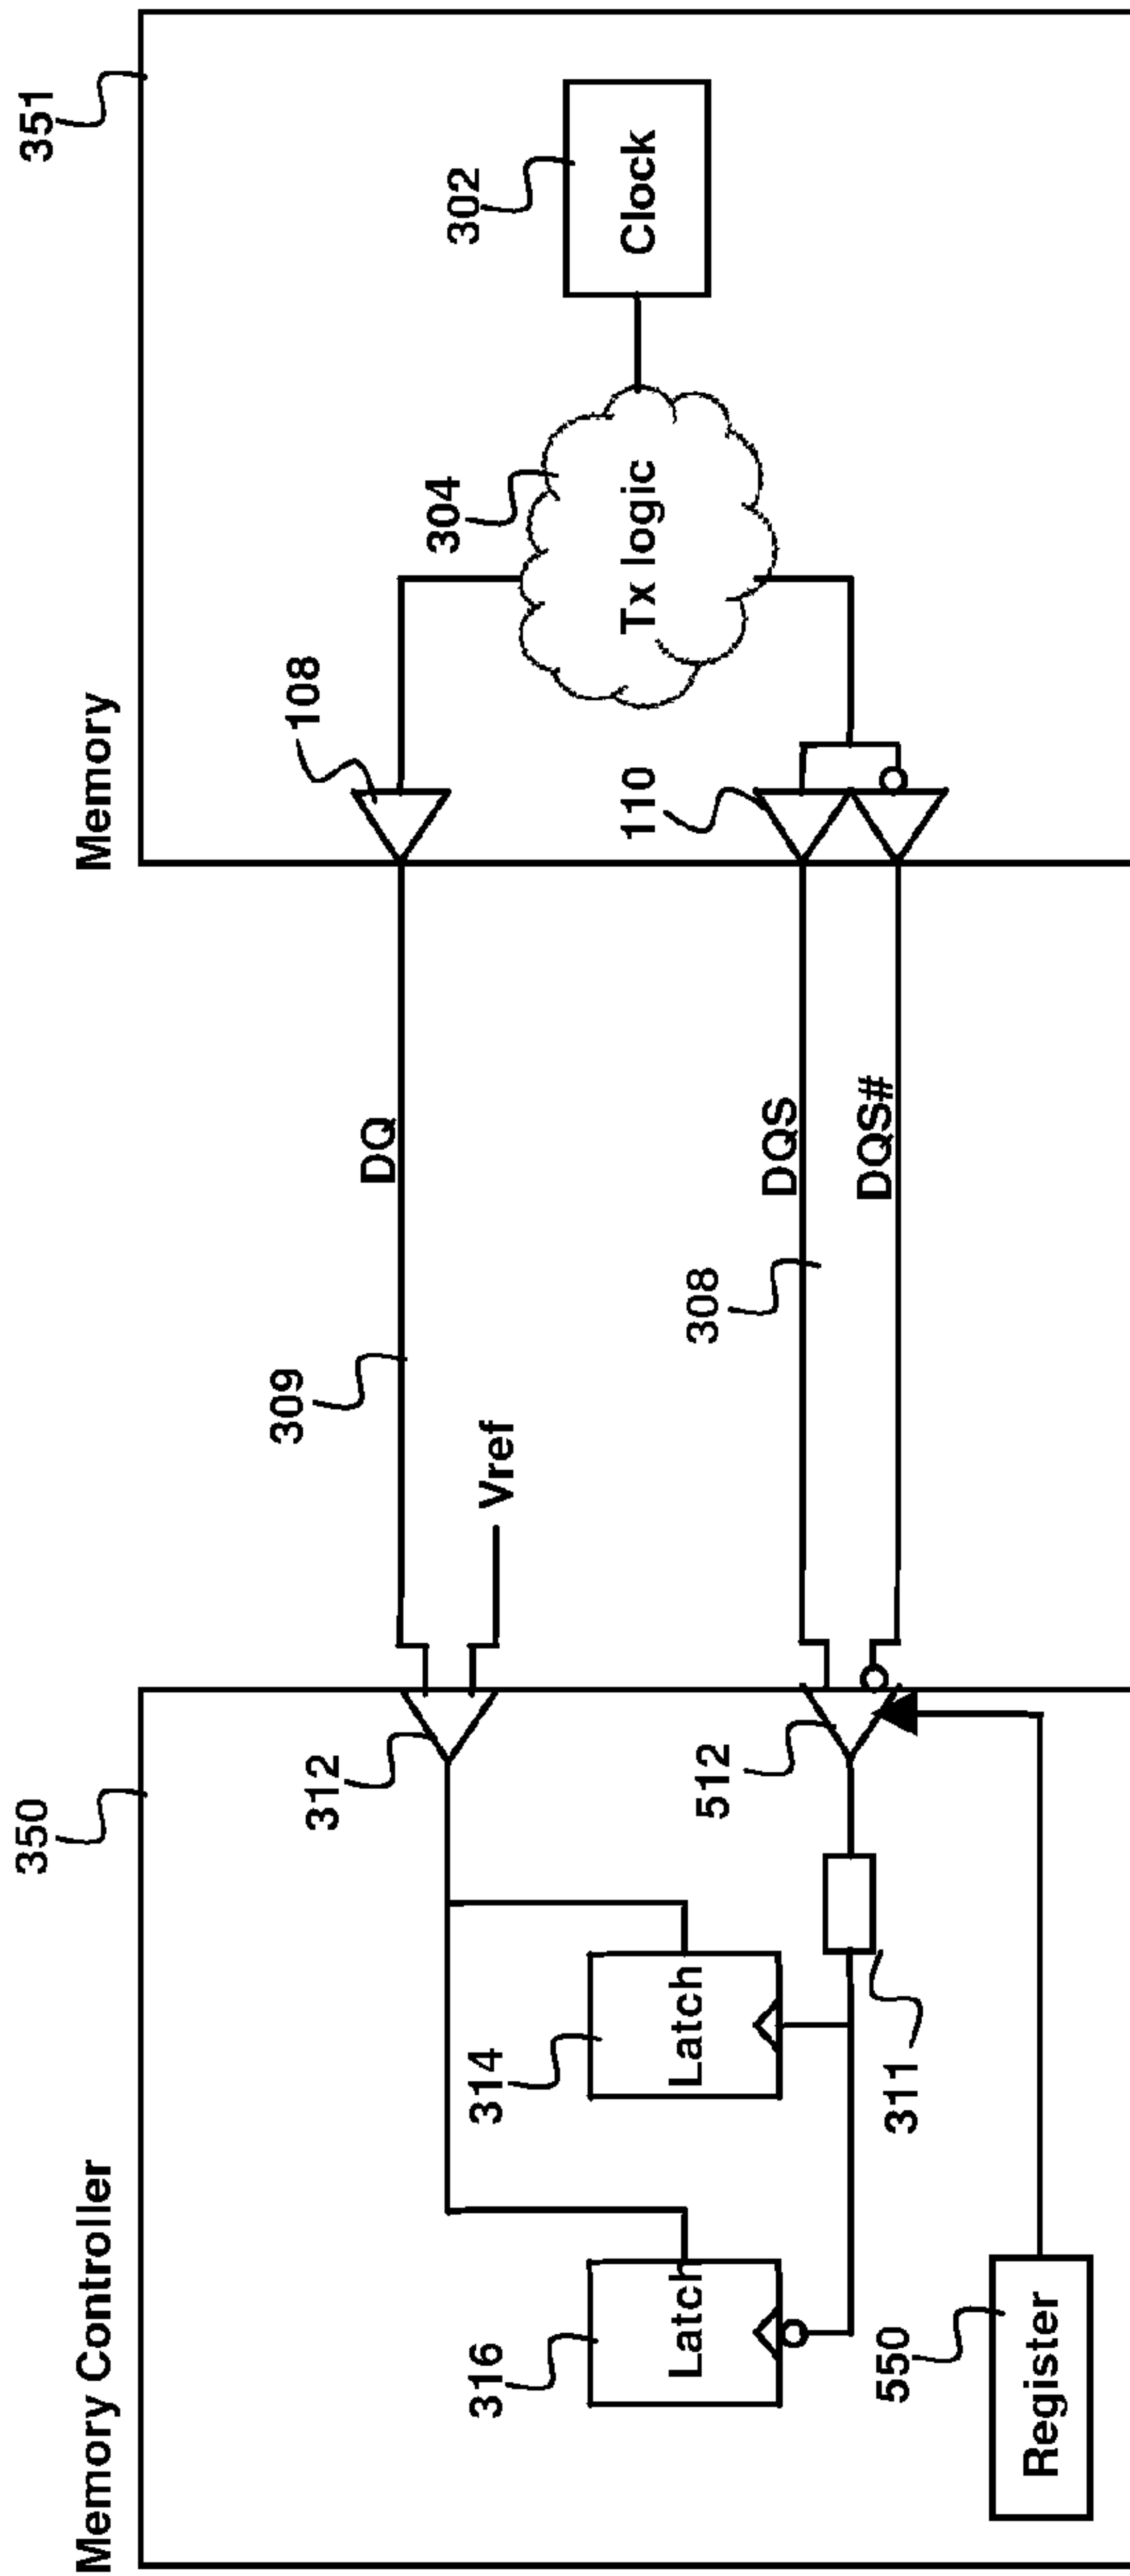 Memory Controller
Memory
350
351
309
DQ
108
304
302
Clock
312
Vref
Tx logic
316
Latch
314
Latch
512
308
DQS
DQS#
110
311
550
Register